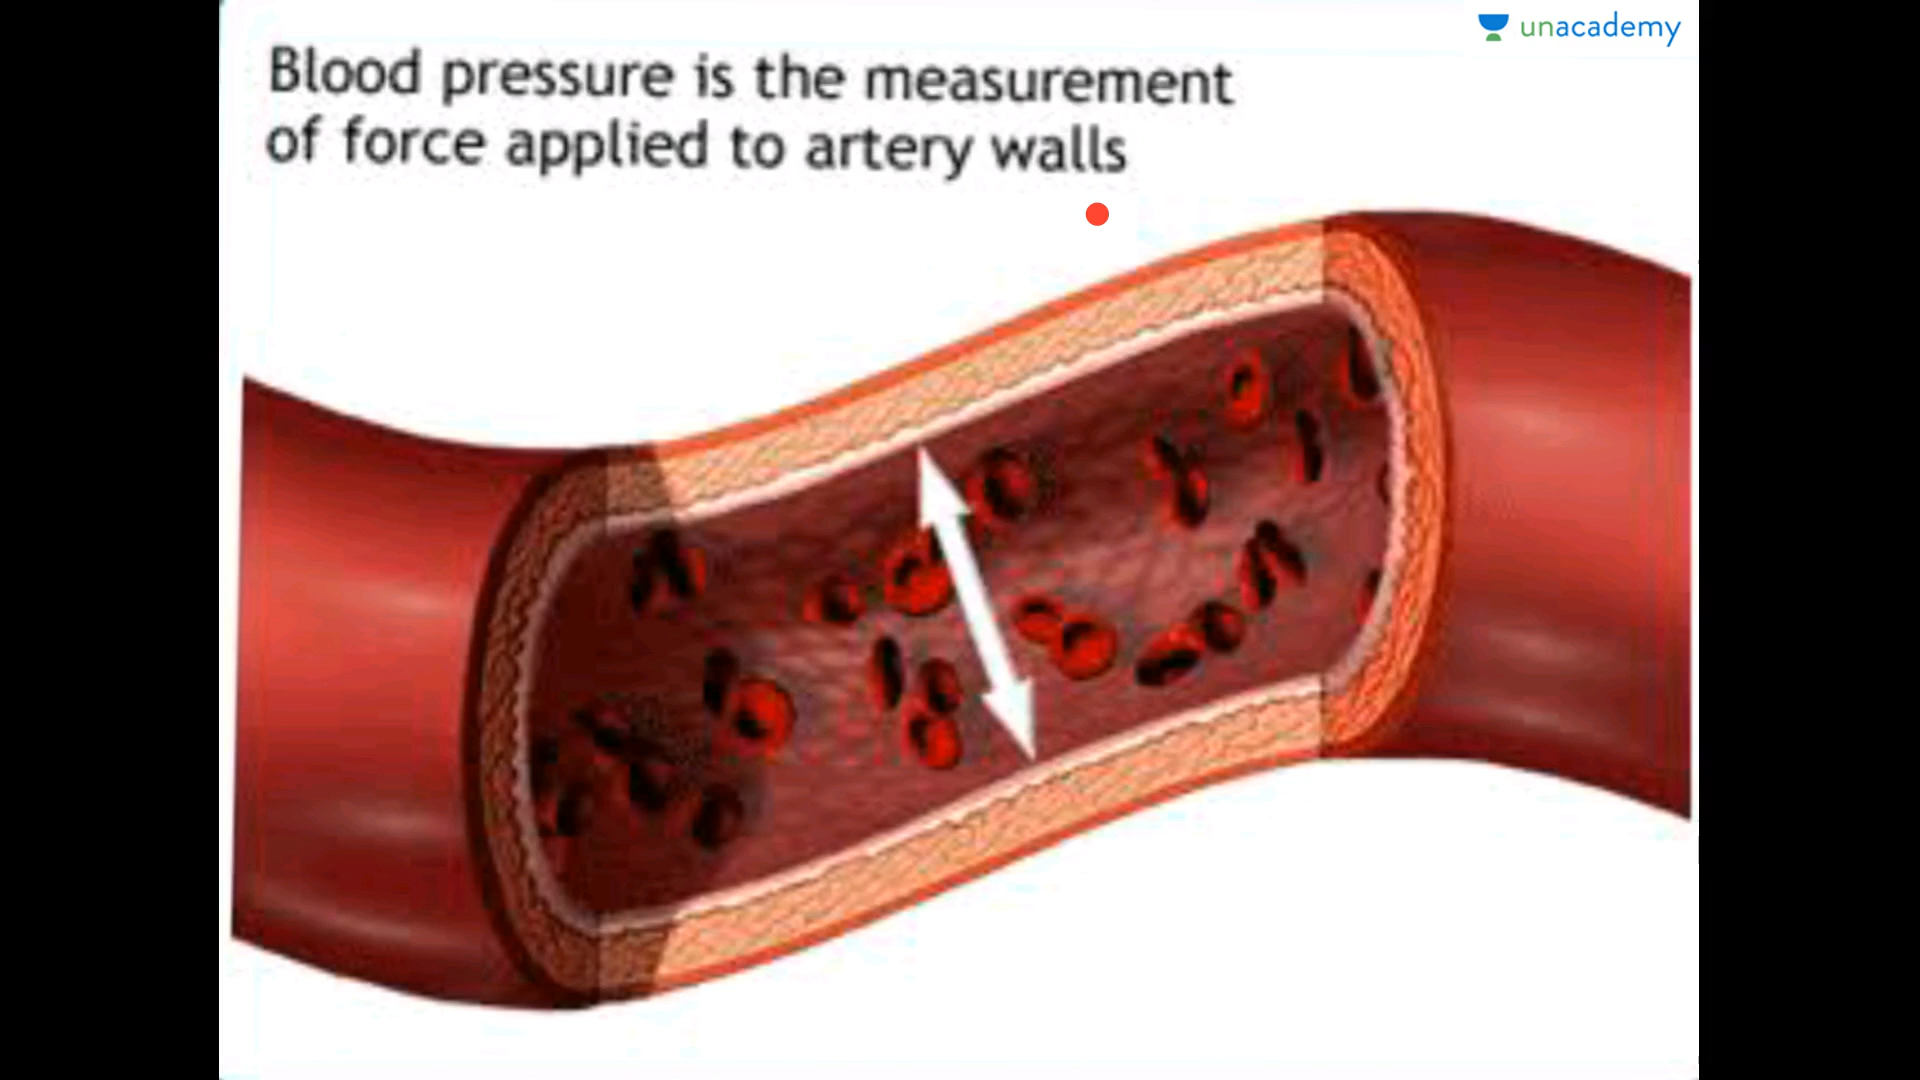 unacademy
Blood pressure is the measurement
of force applied to artery walls